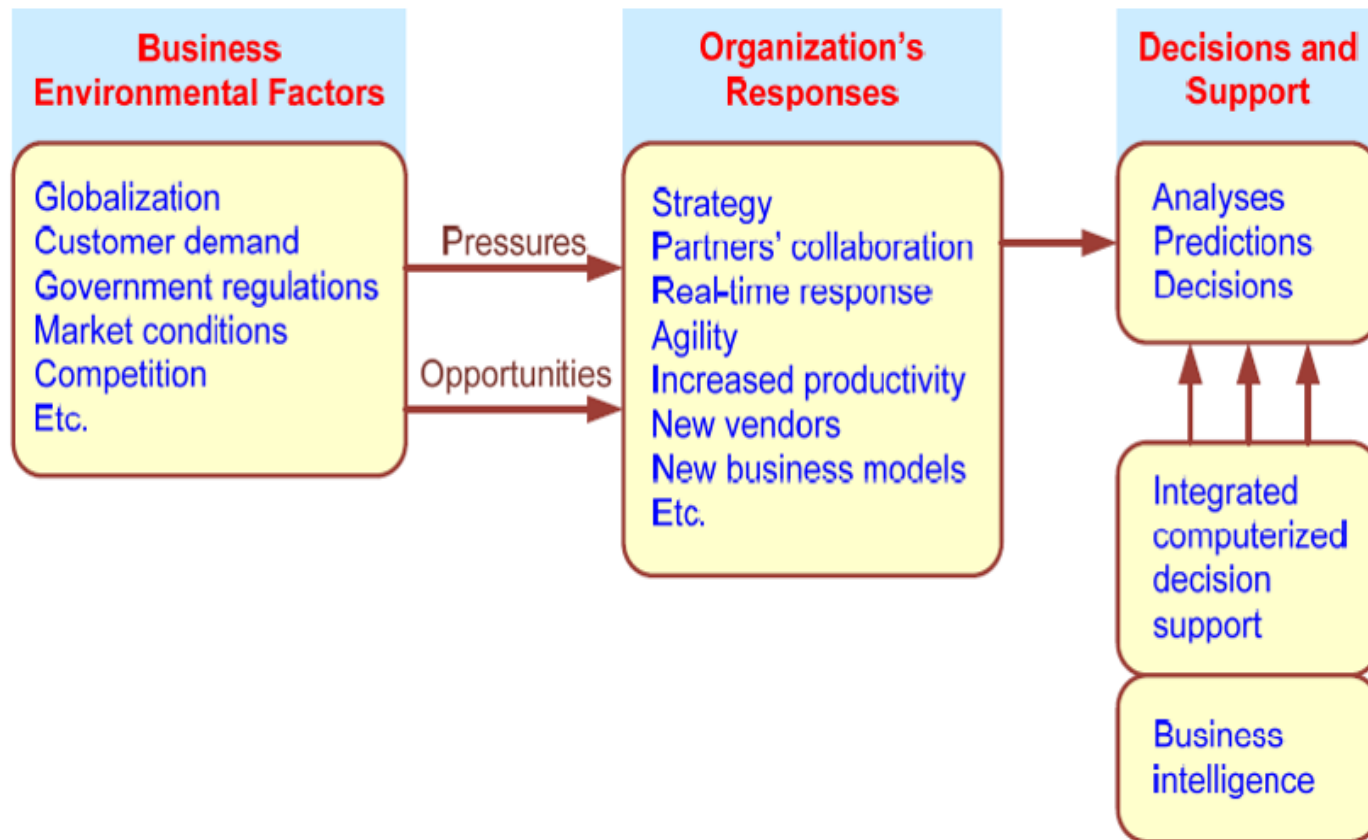 Business
Environmental Factors
Globalization
Customer demand
Government regulations
Market conditions
Competition
Etc.
Pressures
Opportunities
Organization's
Responses
Strategy
Partners' collaboration
Real-time response
Agility
Increased productivity
New vendors
New business models
Etc.
Decisions and
Support
Analyses
Predictions
Decisions
Integrated
computerized
decision
support
Business
intelligence